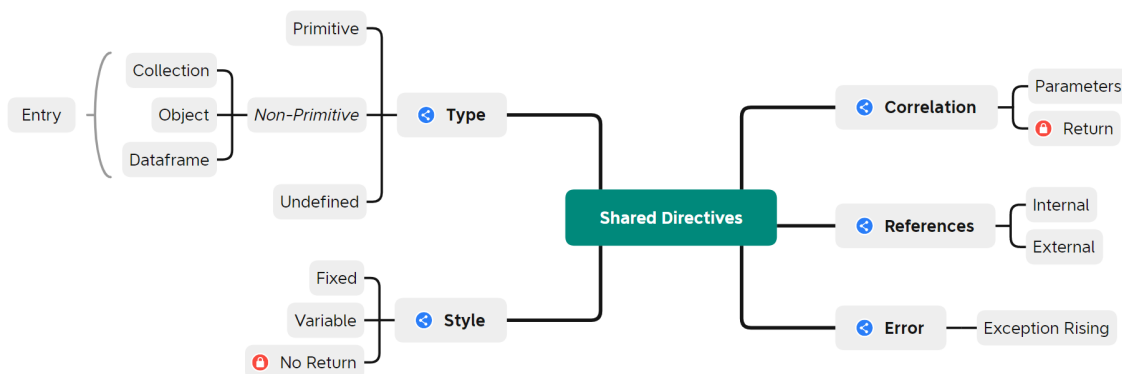 Shared Directives
Type
Primitive
Non-Primitive
Collection
Object
Dataframe
Entry
Undefined
Style
Fixed
Variable
No Return
Correlation
Parameters
Return
References
Internal
External
Error
Exception Rising